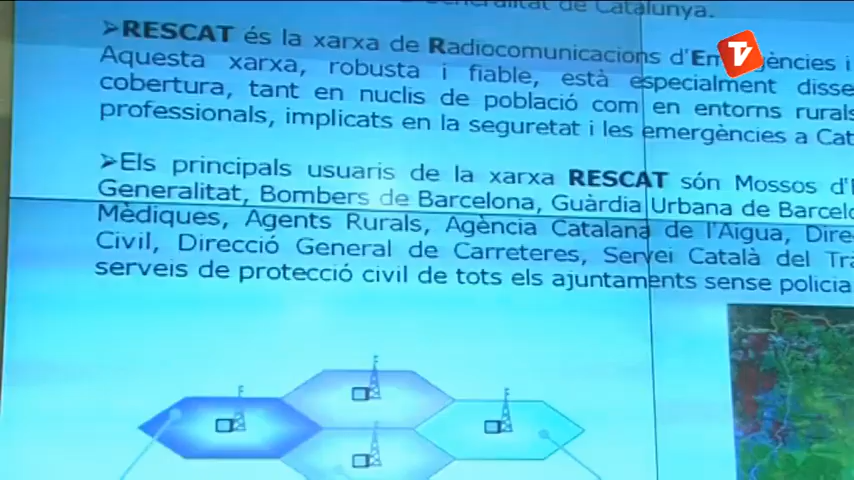 Generalitat de Catalunya.
➢RESCAT és la xarxa de Radiocomunicacions d'Emergències i
Aquesta xarxa, robusta i fiable, està especialment disse
cobertura, tant en nuclis de població com en entorns rurals
professionals, implicats en la seguretat i les emergències a Cat
➢Els principals usuaris de la xarxa RESCAT són Mossos d'
Generalitat, Bombers de Barcelona, Guàrdia Urbana de Barcelo
Mèdiques, Agents Rurals, Agència Catalana de l'Aigua, Dire
Civil, Direcció General de Carreteres, Servei Català del Trà
serveis de protecció civil de tots els ajuntaments sense policia
TV